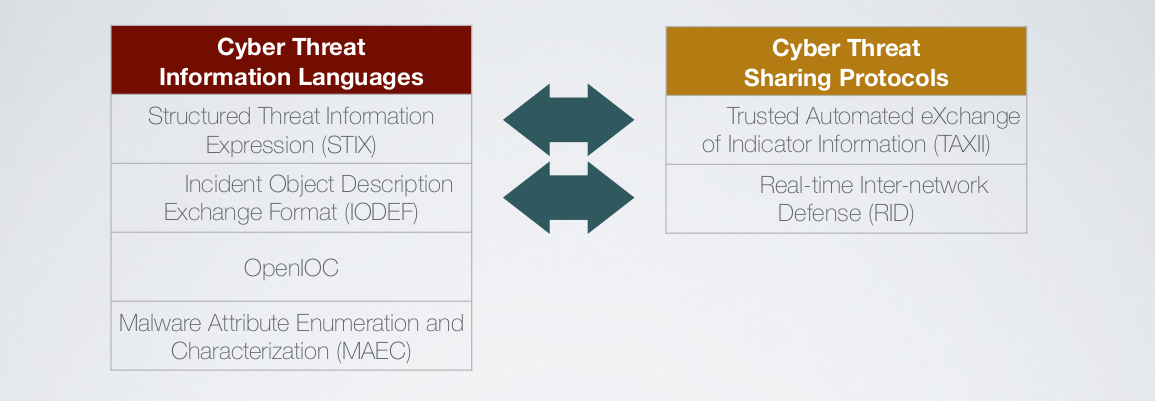 Cyber Threat
Information Languages
Structured Threat Information
Expression (STIX)
Incident Object Description
Exchange Format (IODEF)
OpenIOC
Malware Attribute Enumeration and
Characterization (MAEC)
Cyber Threat
Sharing Protocols
Trusted Automated eXchange
of Indicator Information (TAXII)
Real-time Inter-network
Defense (RID)